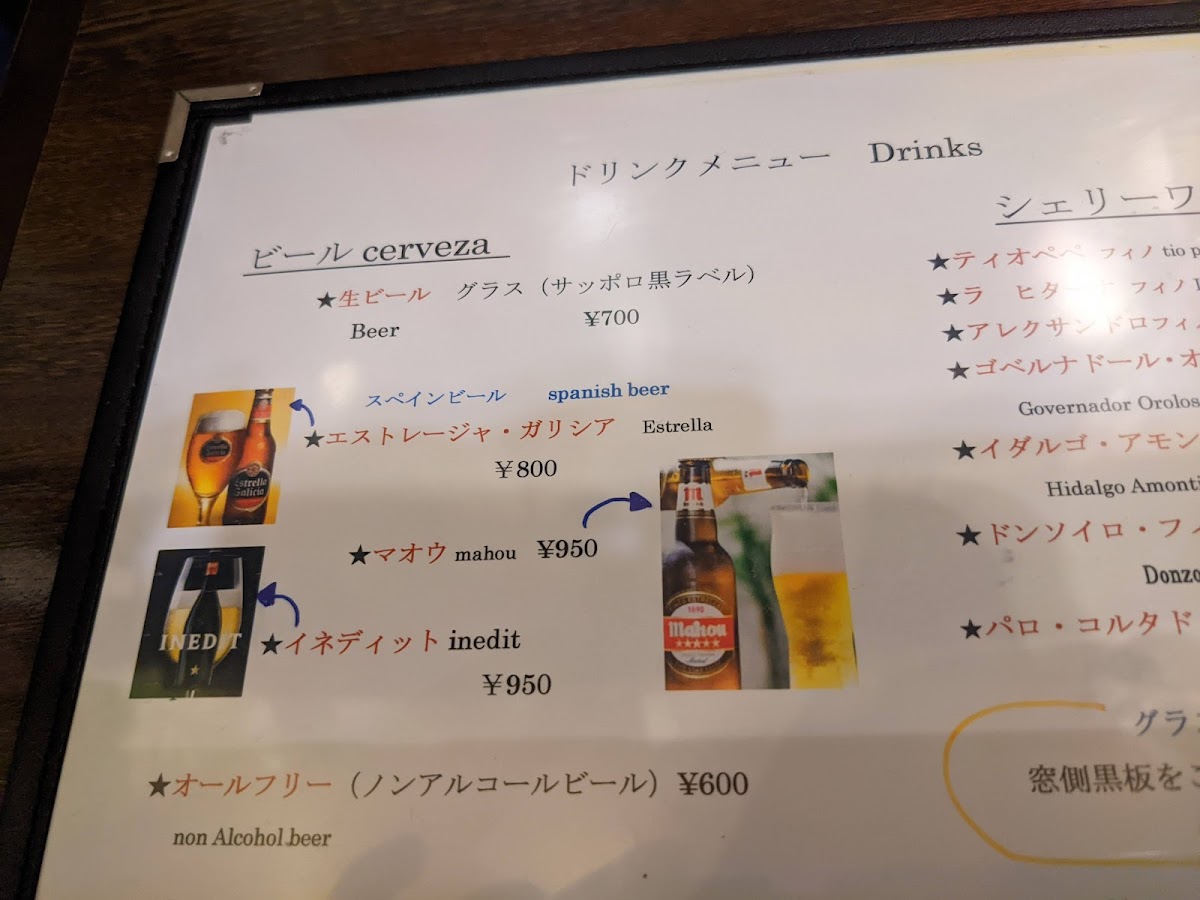 ドリンクメニュー Drinks
ビール cerveza
★生ビール グラス（サッポロ黒ラベル）
Beer ¥700
スペインビール spanish beer
★エストレージャ・ガリシア Estrella
￥800
Estrella
Galicia
★マオウ mahou ¥950
mahou
INEDIT
★イネディット inedit
￥950
★オールフリー（ノンアルコールビール）¥600
non Alcohol beer
シェリーワ
★ティオペペ フィノ tio p
★ラ フィノ
★アレクサンドロフィ
★ゴベルナドール・オ
Governador Orolos
★イダルゴ・アモン
Hidalgo Amonti
★ドンソイロ・フィ
Donzo
★パロ・コルタド
グラ
窓側黒板をご